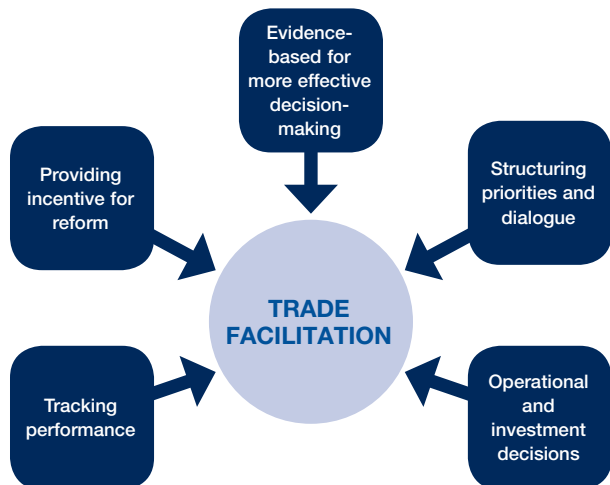 Evidence-
based for
more effective
decision-
making
Providing
incentive for
reform
Structuring
priorities and
dialogue
TRADE
FACILITATION
Tracking
performance
Operational
and
investment
decisions